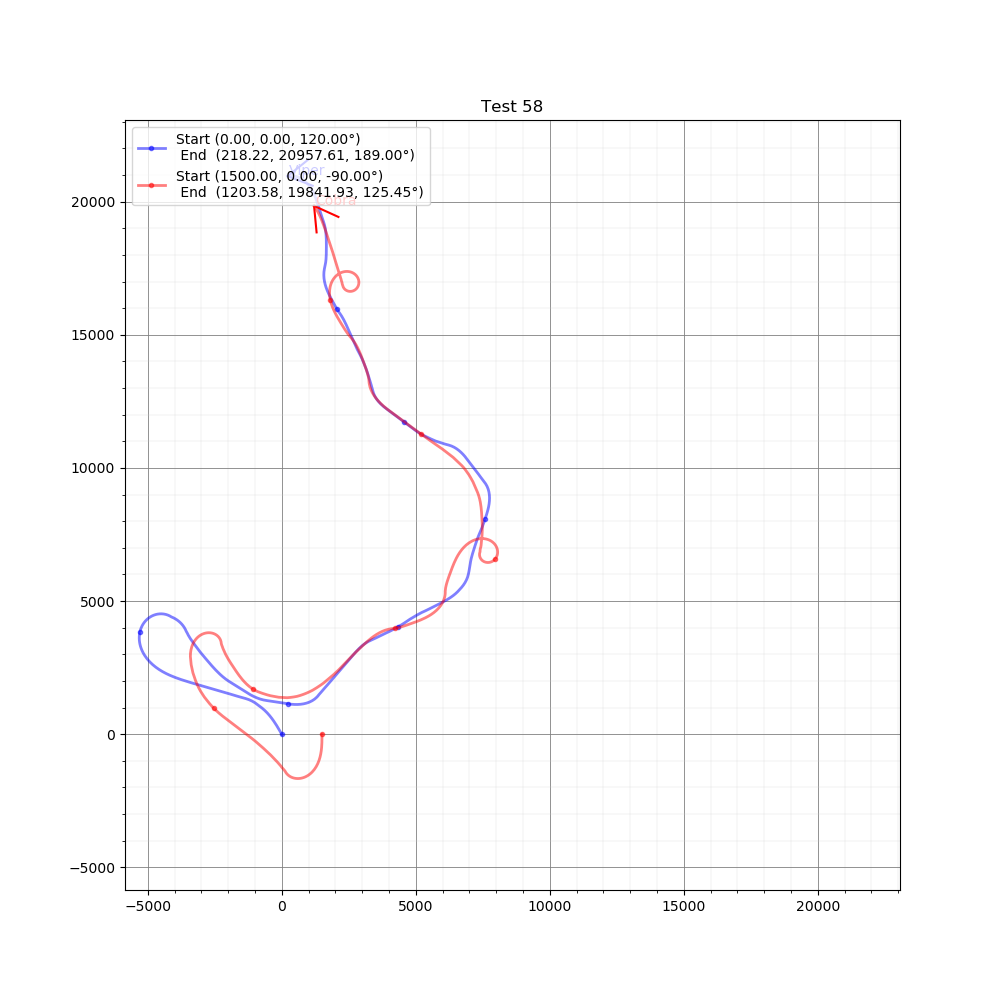 Test 58
Start (0.00, 0.00, 120.00°)
End (218.22, 20957.61, 189.00°)
Viper
Start (1500.00, 0.00, -90.00°)
End (1203.58, 19841.93, 125.45°)
Cobra
20000
15000
10000
5000
0
−5000
−5000 0 5000 10000 15000 20000